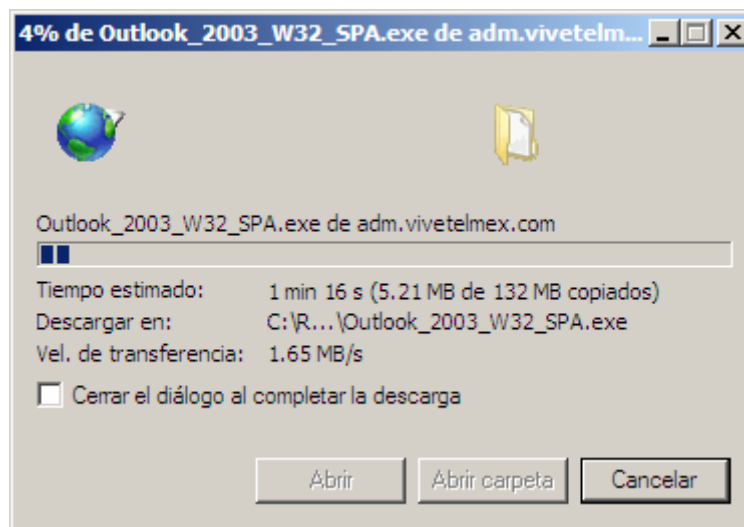 4% de Outlook_2003_W32_SPA.exe de adm.vivetelm...
Outlook_2003_W32_SPA.exe de adm.vivetelmex.com
Tiempo estimado: 1 min 16 s (5.21 MB de 132 MB copiados)
Descargar en: C:\R...\Outlook_2003_W32_SPA.exe
Vel. de transferencia: 1.65 MB/s
Cerrar el diálogo al completar la descarga
Abrir Abrir carpeta Cancelar